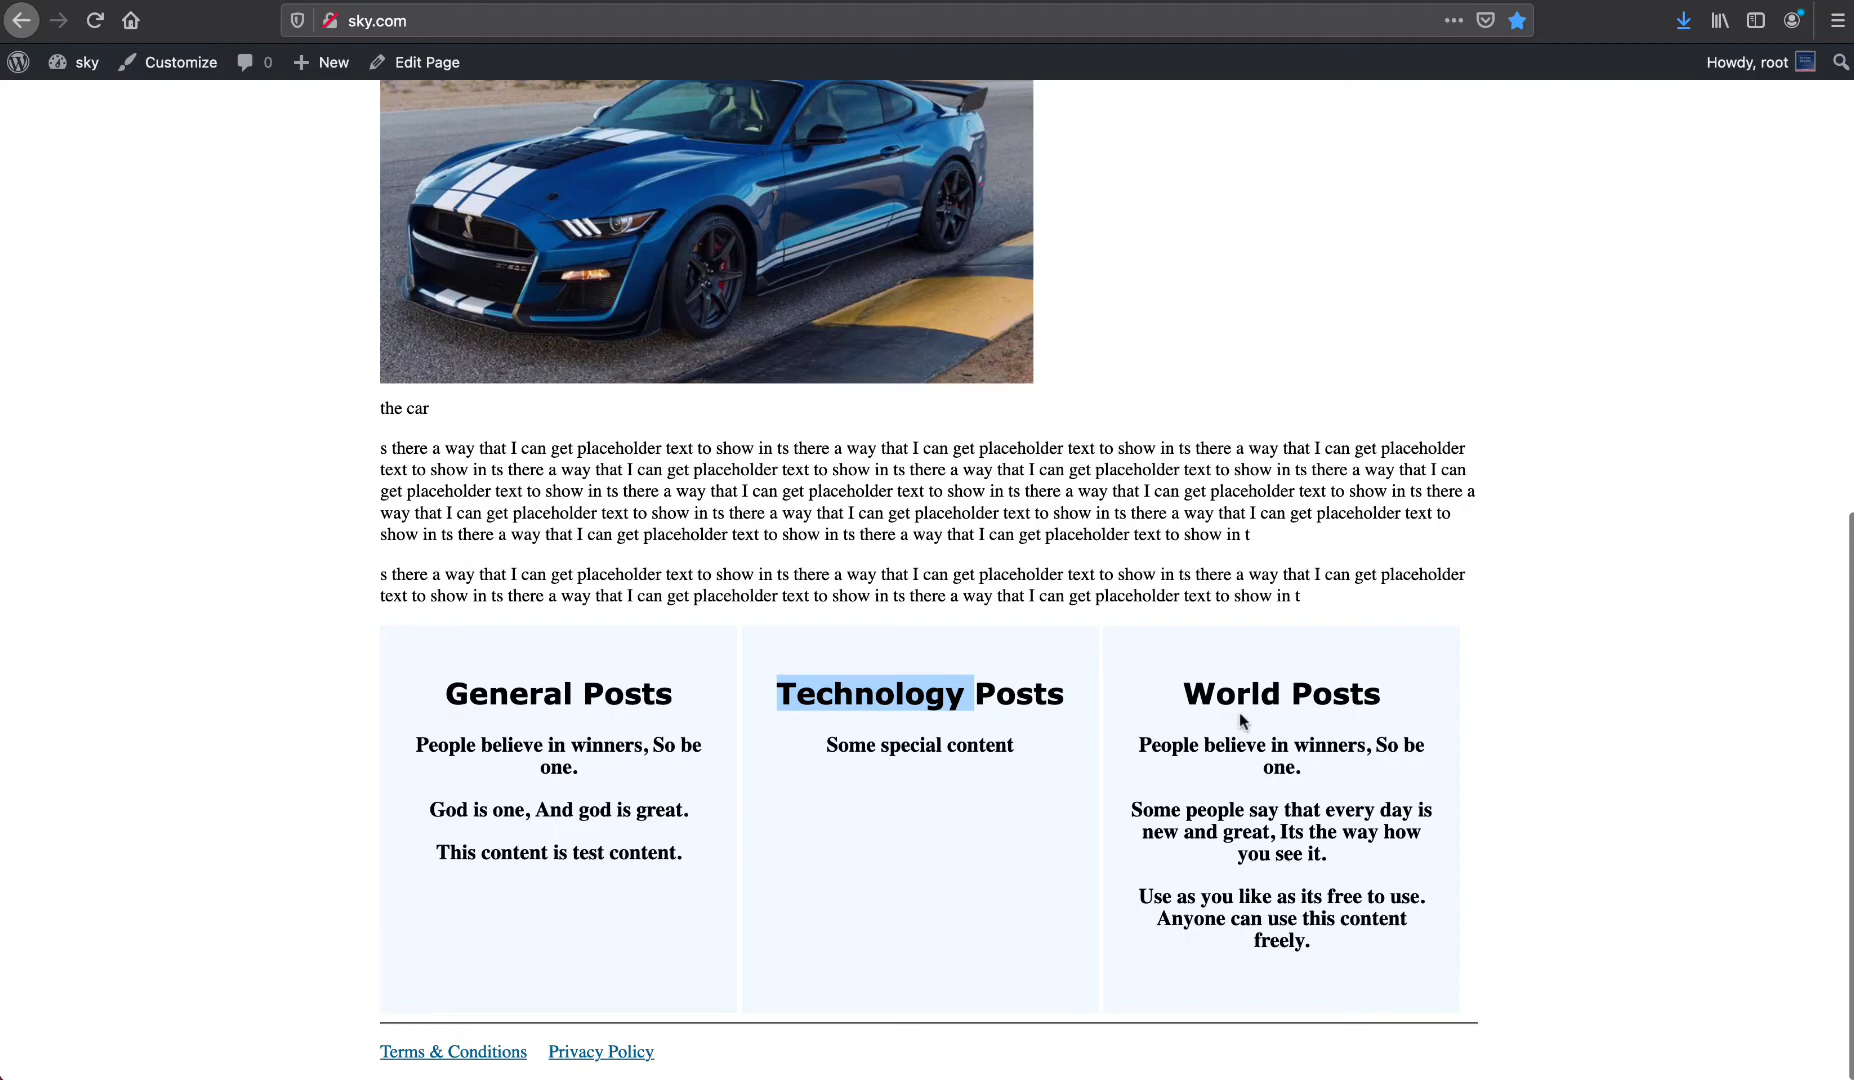 sky.com
sky
Customize
0
New
Edit Page
Howdy, root
the car
s there a way that I can get placeholder text to show in ts there a way that I can get placeholder text to show in ts there a way that I can get placeholder
text to show in ts there a way that I can get placeholder text to show in ts there a way that I can get placeholder text to show in ts there a way that I can
get placeholder text to show in ts there a way that I can get placeholder text to show in ts there a way that I can get placeholder text to show in ts there a
way that I can get placeholder text to show in ts there a way that I can get placeholder text to show in ts there a way that I can get placeholder text to
show in ts there a way that I can get placeholder text to show in ts there a way that I can get placeholder text to show in t
s there a way that I can get placeholder text to show in ts there a way that I can get placeholder text to show in ts there a way that I can get placeholder
text to show in ts there a way that I can get placeholder text to show in ts there a way that I can get placeholder text to show in t
General Posts
People believe in winners, So be
one.
God is one, And god is great.
This content is test content.
Technology Posts
Some special content
World Posts
People believe in winners, So be
one.
Some people say that every day is
new and great, Its the way how
you see it.
Use as you like as its free to use.
Anyone can use this content
freely.
Terms & Conditions
Privacy Policy